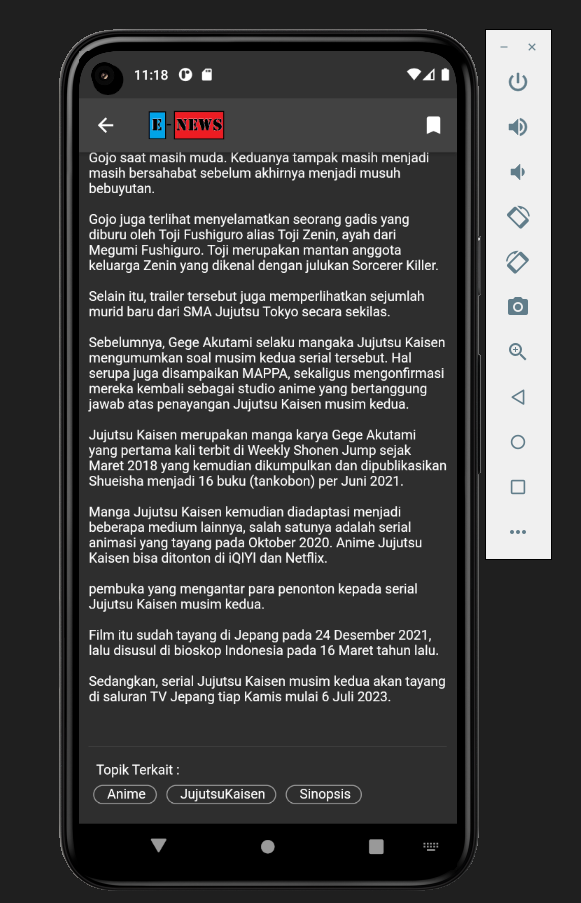 11:18
E - NEWS
Gojo saat masih muda. Keduanya tampak masih menjadi
masih bersahabat sebelum akhirnya menjadi musuh
bebuyutan.
Gojo juga terlihat menyelamatkan seorang gadis yang
diburu oleh Toji Fushiguro alias Toji Zenin, ayah dari
Megumi Fushiguro. Toji merupakan mantan anggota
keluarga Zenin yang dikenal dengan julukan Sorcerer Killer.
Selain itu, trailer tersebut juga memperlihatkan sejumlah
murid baru dari SMA Jujutsu Tokyo secara sekilas.
Sebelumnya, Gege Akutami selaku mangaka Jujutsu Kaisen
mengumumkan soal musim kedua serial tersebut. Hal
serupa juga disampaikan MAPPA, sekaligus mengonfirmasi
mereka kembali sebagai studio anime yang bertanggung
jawab atas penayangan Jujutsu Kaisen musim kedua.
Jujutsu Kaisen merupakan manga karya Gege Akutami
yang pertama kali terbit di Weekly Shonen Jump sejak
Maret 2018 yang kemudian dikumpulkan dan dipublikasikan
Shueisha menjadi 16 buku (tankobon) per Juni 2021.
Manga Jujutsu Kaisen kemudian diadaptasi menjadi
beberapa medium lainnya, salah satunya adalah serial
animasi yang tayang pada Oktober 2020. Anime Jujutsu
Kaisen bisa ditonton di iQIYI dan Netflix.
pembuka yang mengantar para penonton kepada serial
Jujutsu Kaisen musim kedua.
Film itu sudah tayang di Jepang pada 24 Desember 2021,
lalu disusul di bioskop Indonesia pada 16 Maret tahun lalu.
Sedangkan, serial Jujutsu Kaisen musim kedua akan tayang
di saluran TV Jepang tiap Kamis mulai 6 Juli 2023.
Topik Terkait :
Anime JujutsuKaisen Sinopsis